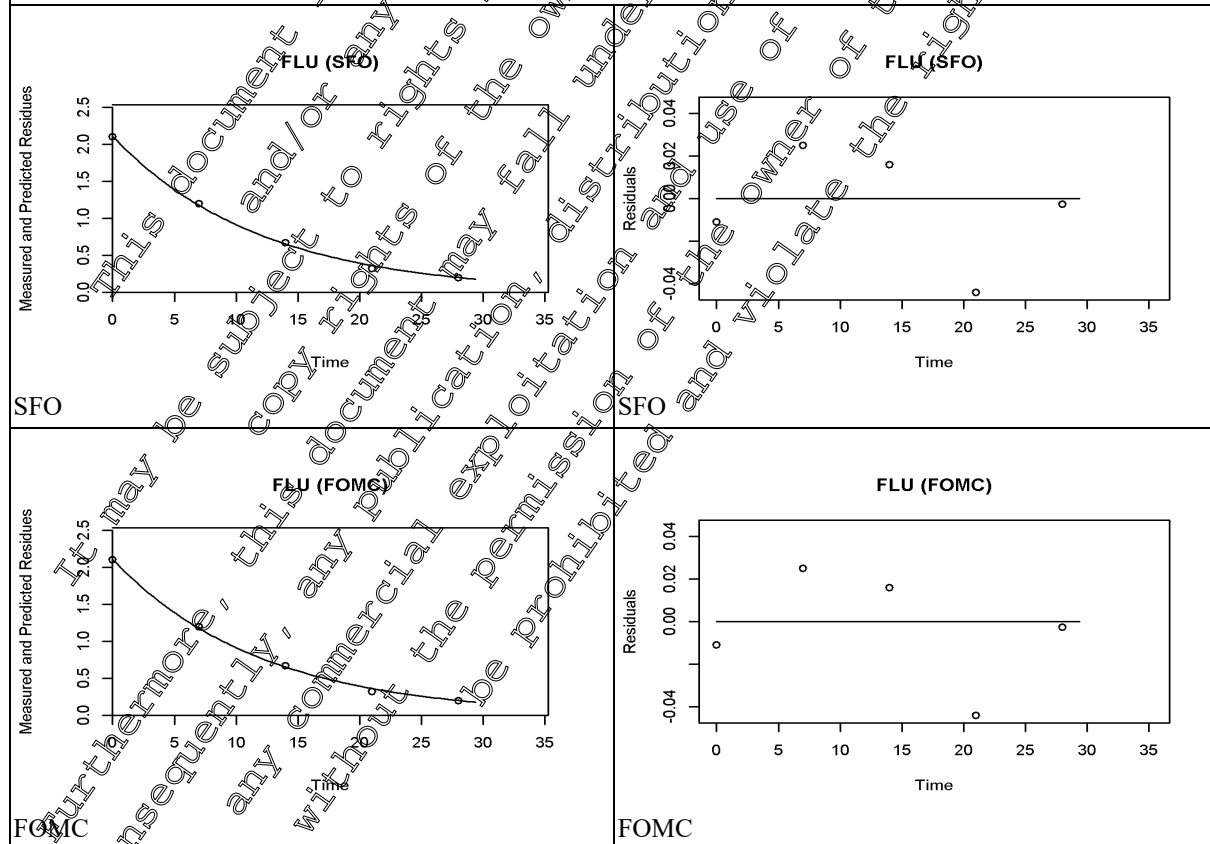 FLU (SFO)
Measured and Predicted Residues
2.5
2.0
1.5
1.0
0.5
0.0
0 5 10 15 20 25 30 35
Time
SFO
FLU (SFO)
Residuals
0.04
0.02
0.00
-0.04
0 5 10 15 20 25 30 35
Time
SFO
FLU (FOMC)
Measured and Predicted Residues
2.5
2.0
1.5
1.0
0.5
0.0
0 5 10 15 20 25 30 35
Time
FOMC
FLU (FOMC)
Residuals
0.04
0.02
0.00
-0.04
0 5 10 15 20 25 30 35
Time
FOMC
This document
It may be subject to rights of the
and/or any
copy rights of the
Furthermore, this document may fall under
any publication, distribution
any commercial exploitation and use of
without the permission of the owner of
be prohibited and violate the